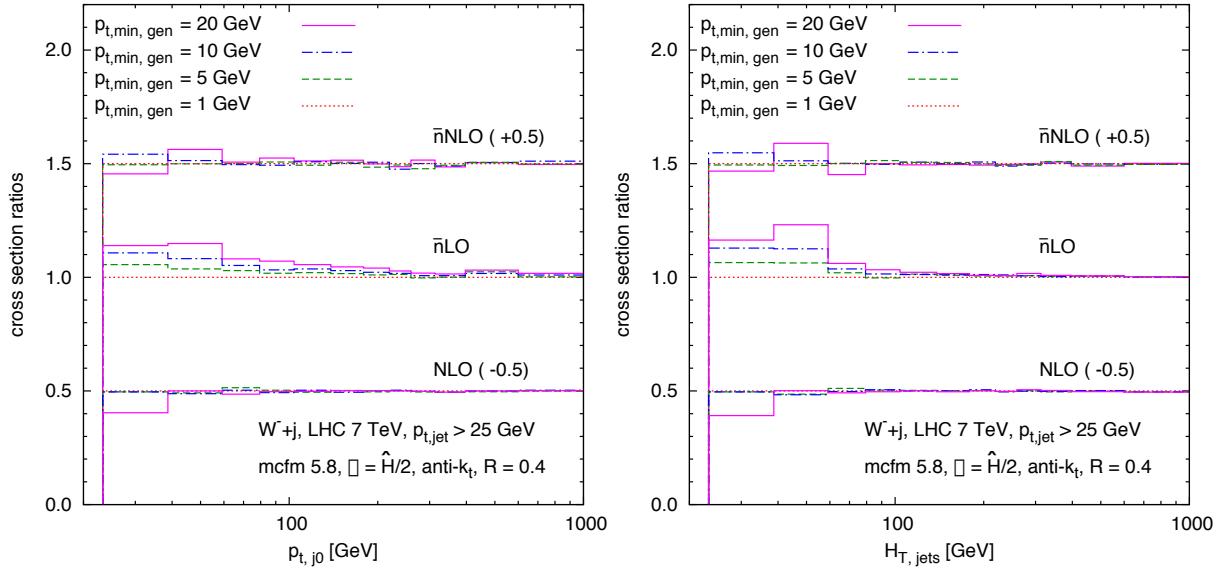 p_t,min, gen = 20 GeV
p_t,min, gen = 10 GeV
p_t,min, gen = 5 GeV
p_t,min, gen = 1 GeV
2.0
1.5
1.0
0.5
0.0
cross section ratios
n̄NLO ( +0.5)
n̄LO
NLO ( -0.5)
W⁻+j, LHC 7 TeV, p_t,jet > 25 GeV
mcfm 5.8, ▯ = Ĥ/2, anti-k_t, R = 0.4
100
1000
p_t, j0 [GeV]
p_t,min, gen = 20 GeV
p_t,min, gen = 10 GeV
p_t,min, gen = 5 GeV
p_t,min, gen = 1 GeV
2.0
1.5
1.0
0.5
0.0
cross section ratios
n̄NLO ( +0.5)
n̄LO
NLO ( -0.5)
W⁻+j, LHC 7 TeV, p_t,jet > 25 GeV
mcfm 5.8, ▯ = Ĥ/2, anti-k_t, R = 0.4
100
1000
H_T, jets [GeV]